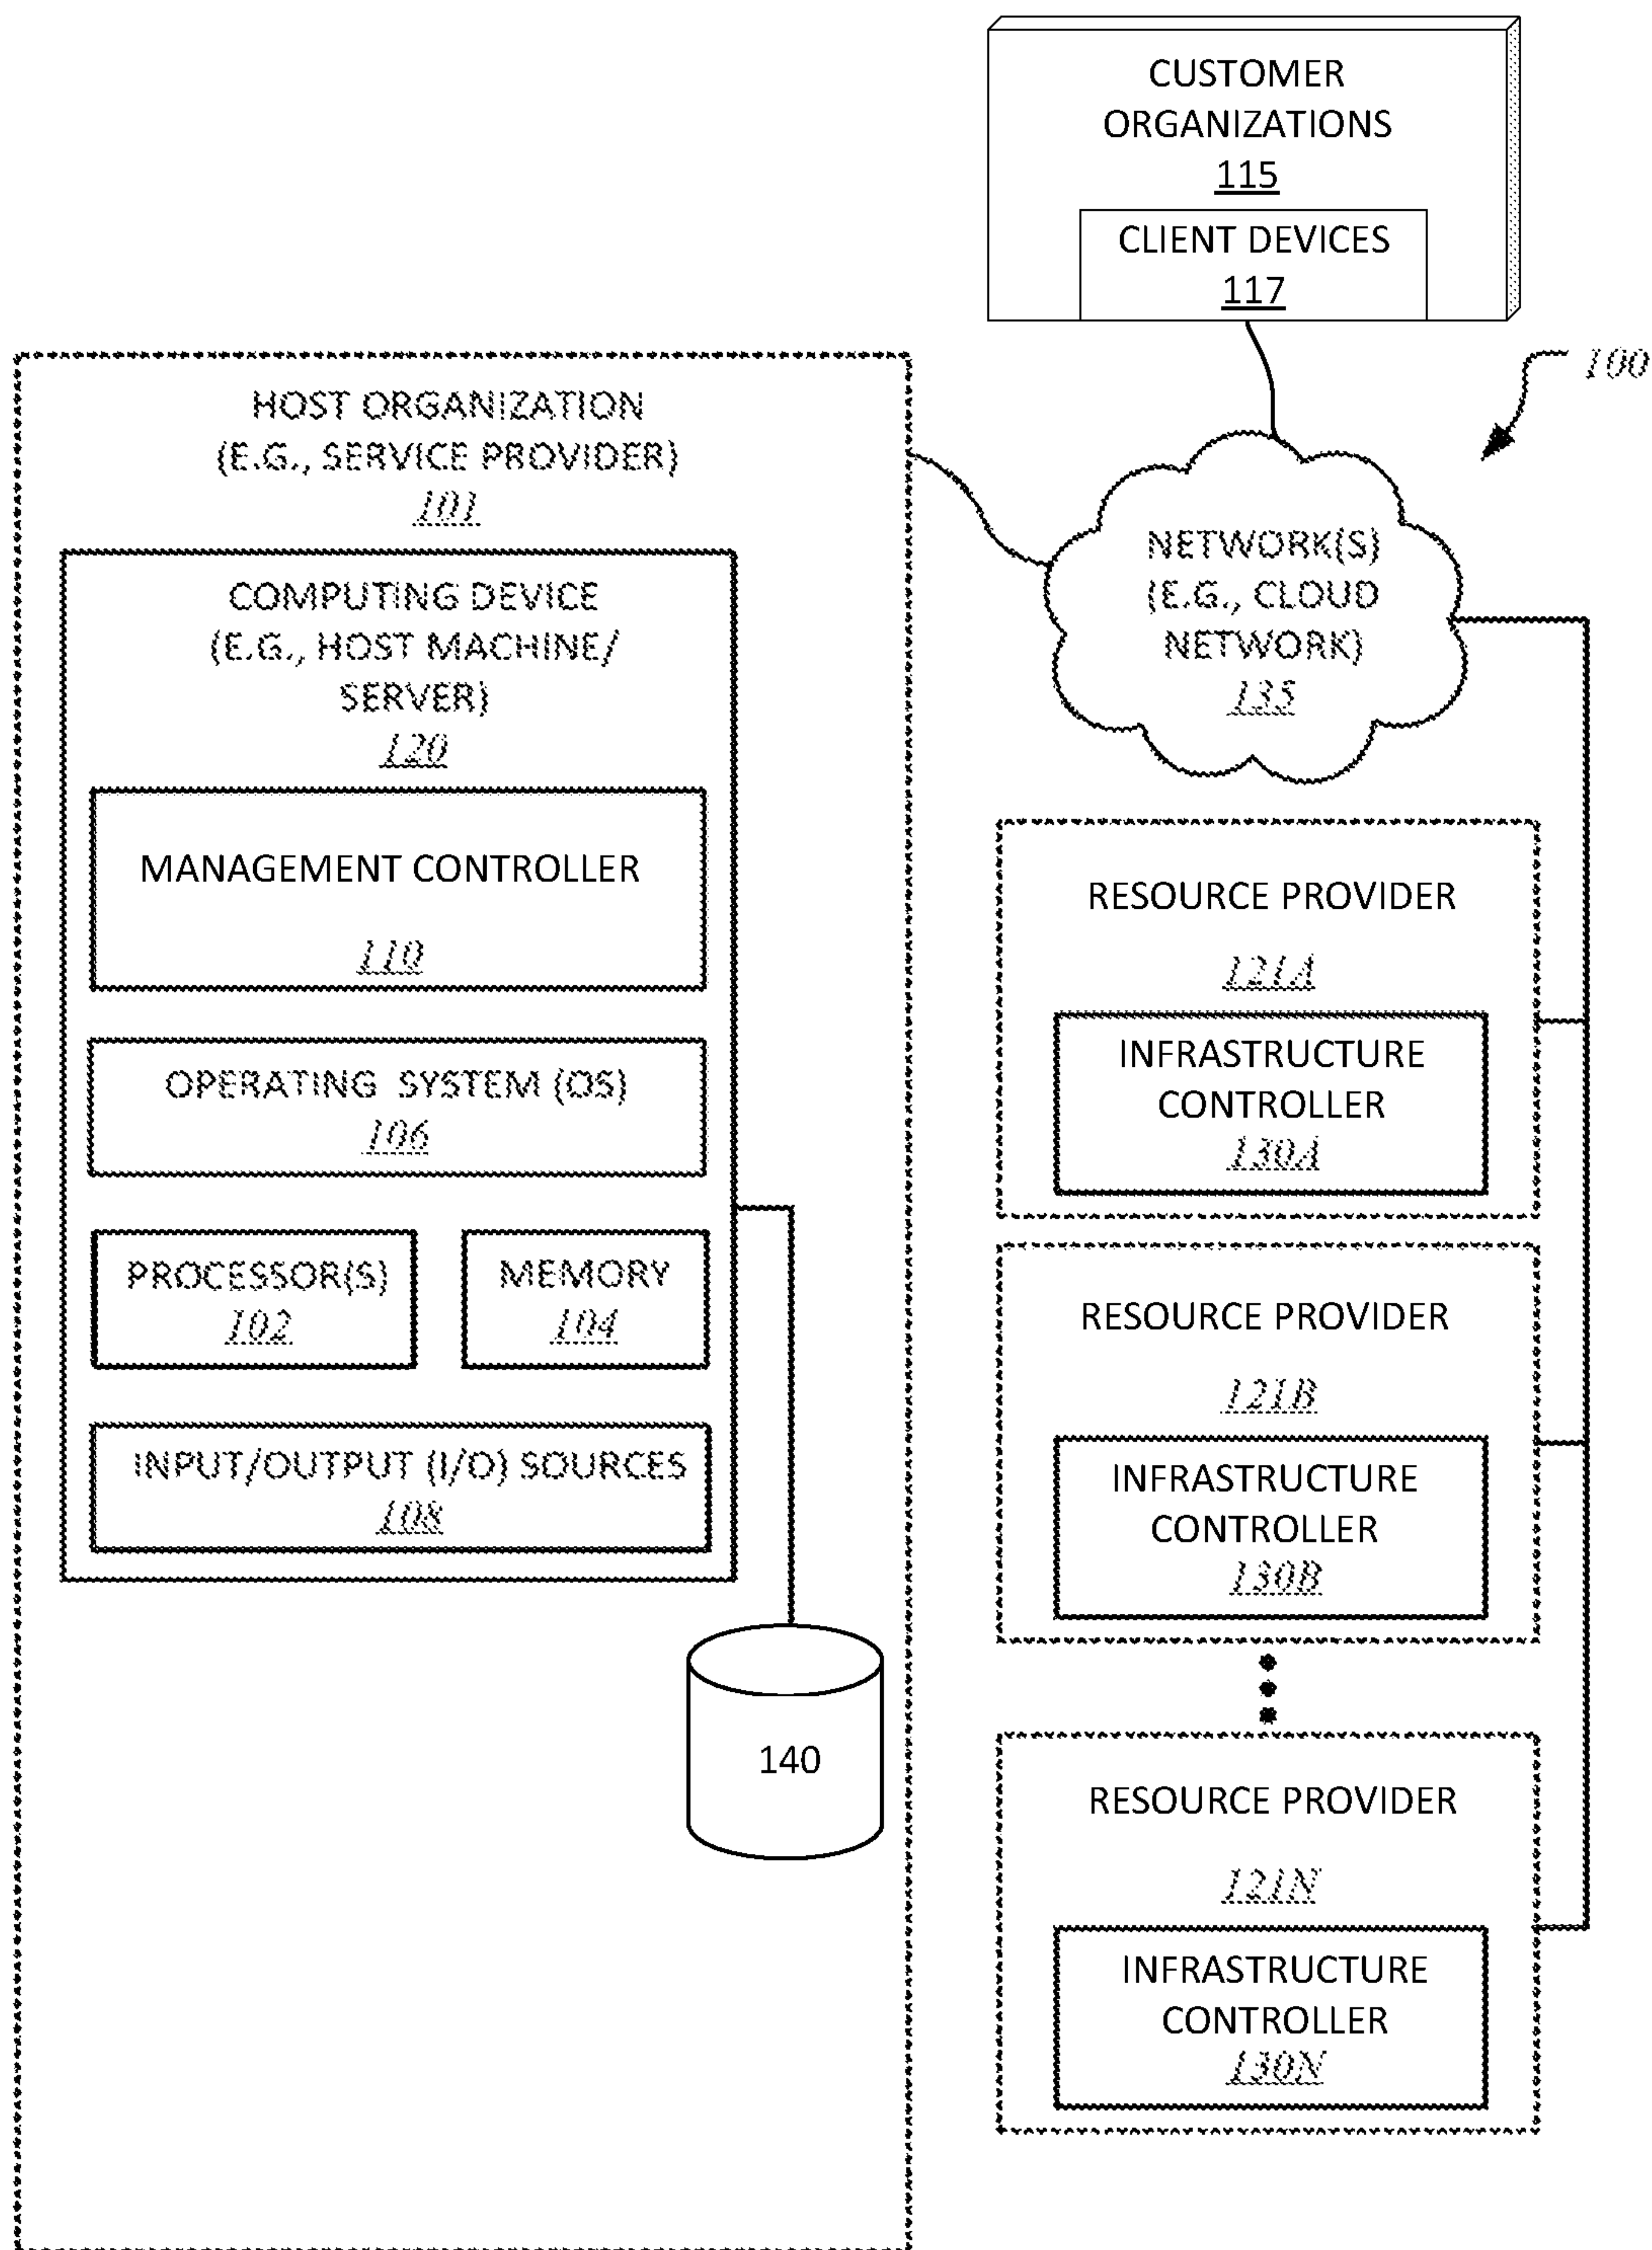 CUSTOMER
ORGANIZATIONS
115
CLIENT DEVICES
117
100
HOST ORGANIZATION
(E.G., SERVICE PROVIDER)
101
COMPUTING DEVICE
(E.G., HOST MACHINE/
SERVER)
120
MANAGEMENT CONTROLLER
110
OPERATING SYSTEM (OS)
106
PROCESSOR(S)
102
MEMORY
104
INPUT/OUTPUT (I/O) SOURCES
108
140
NETWORK(S)
(E.G., CLOUD
NETWORK)
135
RESOURCE PROVIDER
121A
INFRASTRUCTURE
CONTROLLER
130A
RESOURCE PROVIDER
121B
INFRASTRUCTURE
CONTROLLER
130B
RESOURCE PROVIDER
121N
INFRASTRUCTURE
CONTROLLER
130N